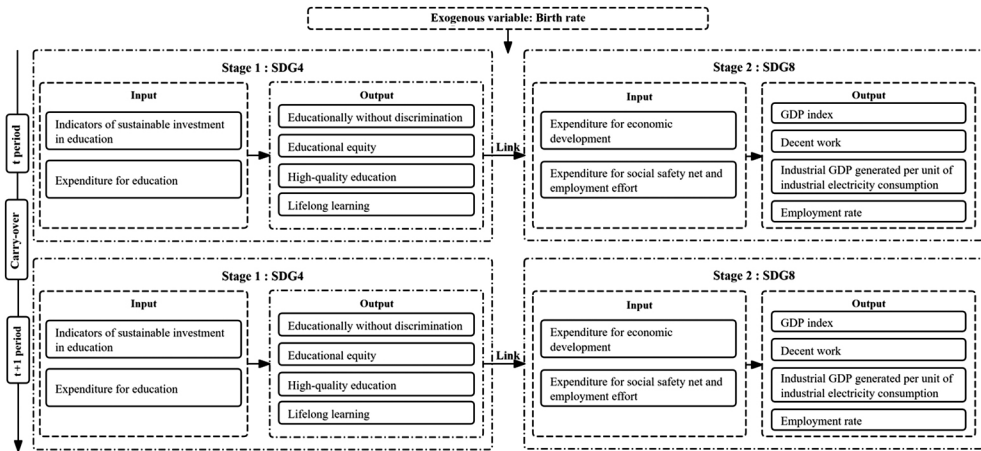 Exogenous variable: Birth rate
Stage 1 : SDG4
Input
Indicators of sustainable investment
in education
Expenditure for education
Output
Educationally without discrimination
Educational equity
High-quality education
Lifelong learning
Link
Stage 2 : SDG8
Input
Expenditure for economic
development
Expenditure for social safety net and
employment effort
Output
GDP index
Decent work
Industrial GDP generated per unit of
industrial electricity consumption
Employment rate
t period
Carry-over
t+1 period
Stage 1 : SDG4
Input
Indicators of sustainable investment
in education
Expenditure for education
Output
Educationally without discrimination
Educational equity
High-quality education
Lifelong learning
Link
Stage 2 : SDG8
Input
Expenditure for economic
development
Expenditure for social safety net and
employment effort
Output
GDP index
Decent work
Industrial GDP generated per unit of
industrial electricity consumption
Employment rate